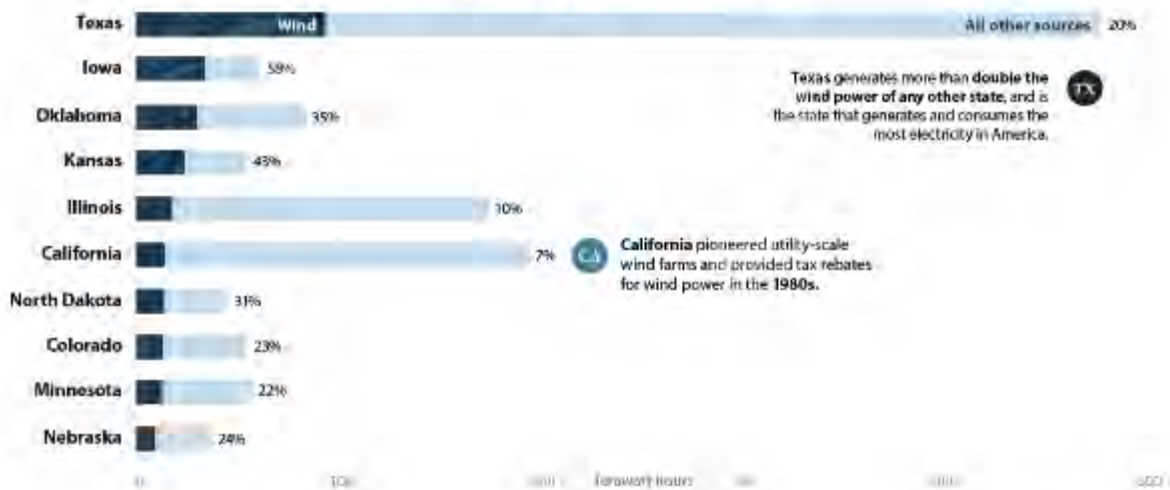 Texas
Wind
All other sources
20%
Iowa
59%
Texas generates more than double the
wind power of any other state, and is
the state that generates and consumes the
most electricity in America.
TX
Oklahoma
35%
Kansas
43%
Illinois
10%
California
7%
CA
California pioneered utility-scale
wind farms and provided tax rebates
for wind power in the 1980s.
North Dakota
31%
Colorado
23%
Minnesota
22%
Nebraska
24%
0
100
hours